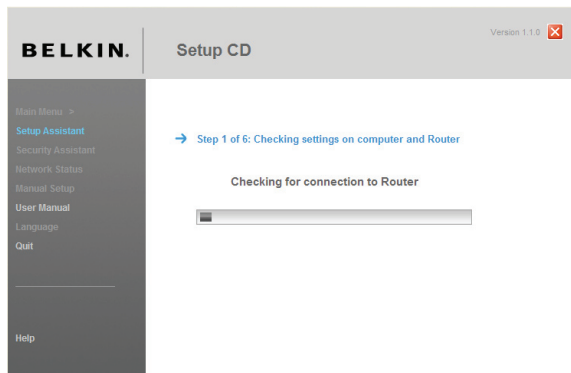 BELKIN.
Setup CD
Version 1.1.0
Main Menu >
Setup Assistant
Security Assistant
Network Status
Manual Setup
User Manual
Language
Quit
Help
Step 1 of 6: Checking settings on computer and Router
Checking for connection to Router